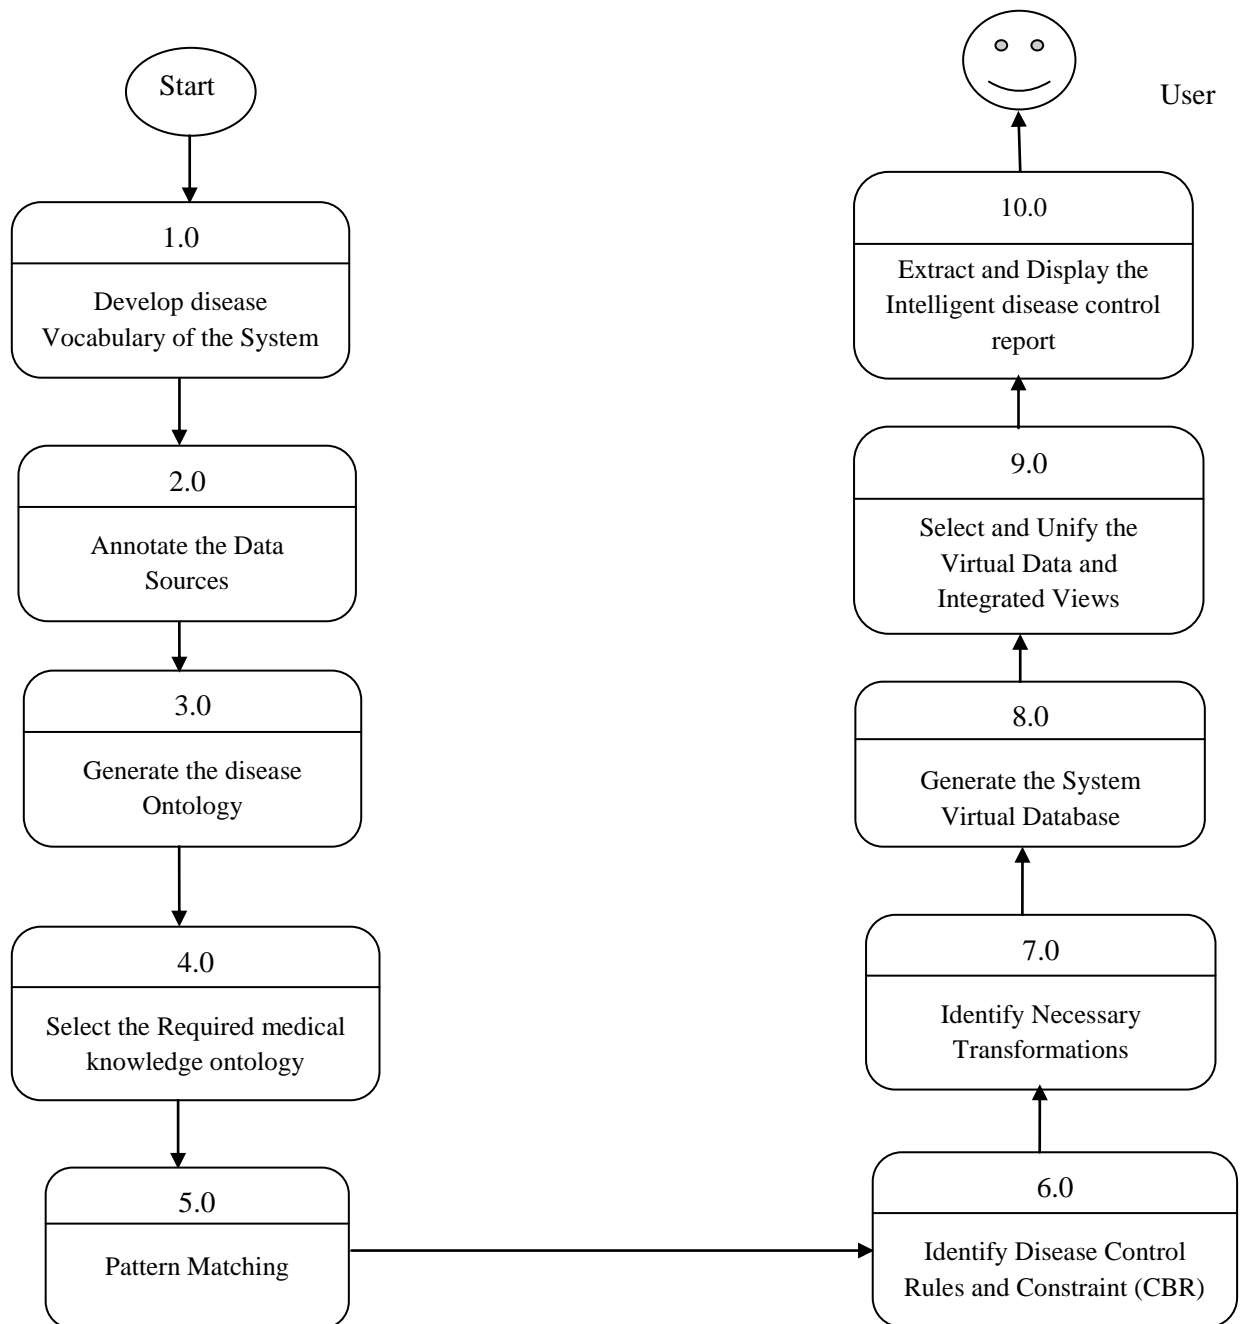 Start
1.0
Develop disease
Vocabulary of the System
2.0
Annotate the Data
Sources
3.0
Generate the disease
Ontology
4.0
Select the Required medical
knowledge ontology
5.0
Pattern Matching
6.0
Identify Disease Control
Rules and Constraint (CBR)
7.0
Identify Necessary
Transformations
8.0
Generate the System
Virtual Database
9.0
Select and Unify the
Virtual Data and
Integrated Views
10.0
Extract and Display the
Intelligent disease control
report
User